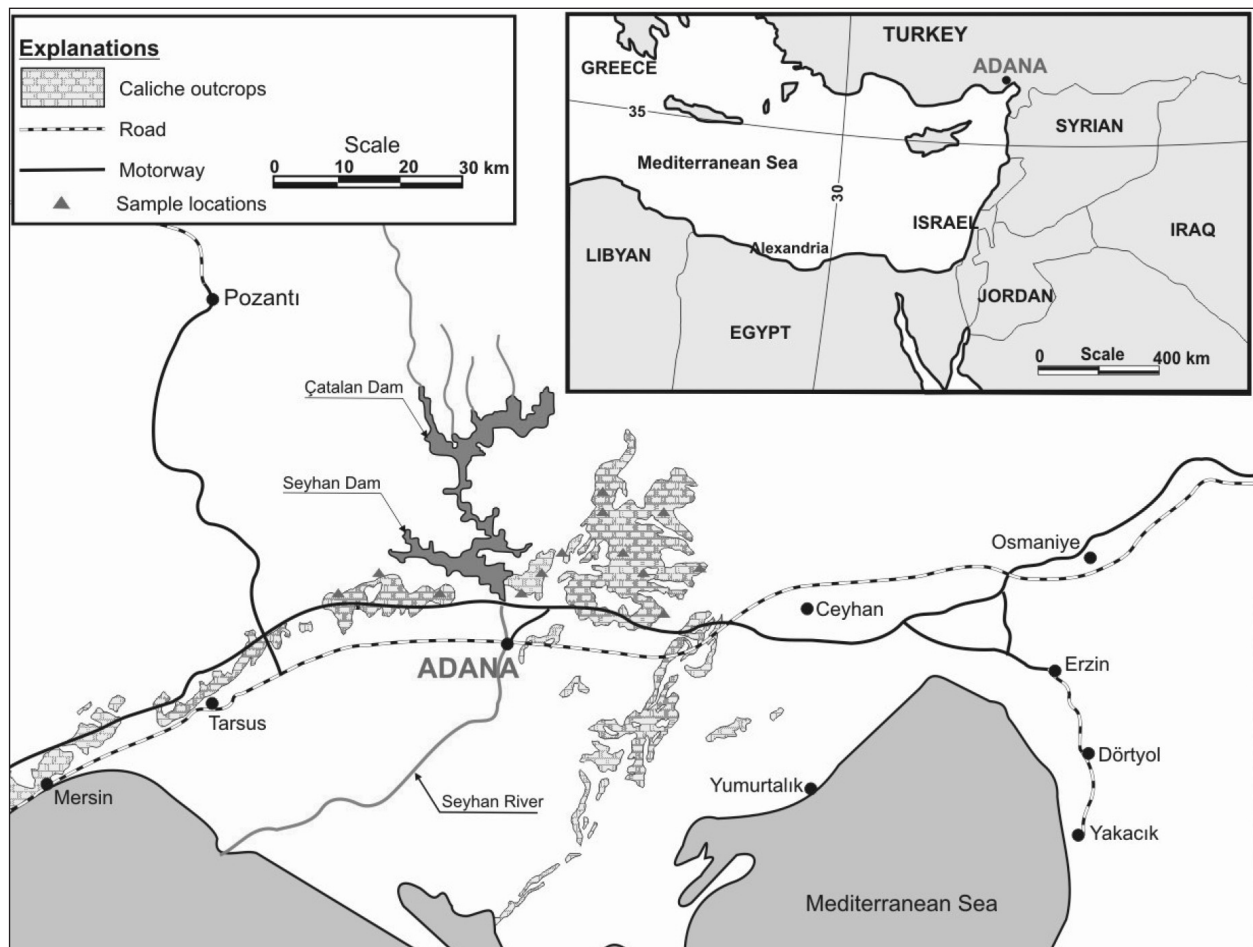 Explanations
Caliche outcrops
Road
Motorway
Sample locations
Scale
0 10 20 30 km
TURKEY
GREECE
ADANA
35
SYRIAN
Mediterranean Sea
30
ISRAEL
IRAQ
LIBYAN
Alexandria
JORDAN
EGYPT
0 Scale 400 km
Pozantı
Çatalan Dam
Seyhan Dam
Osmaniye
Ceyhan
ADANA
Erzin
Tarsus
Dörtyol
Mersin
Seyhan River
Yumurtalık
Yakacık
Mediterranean Sea